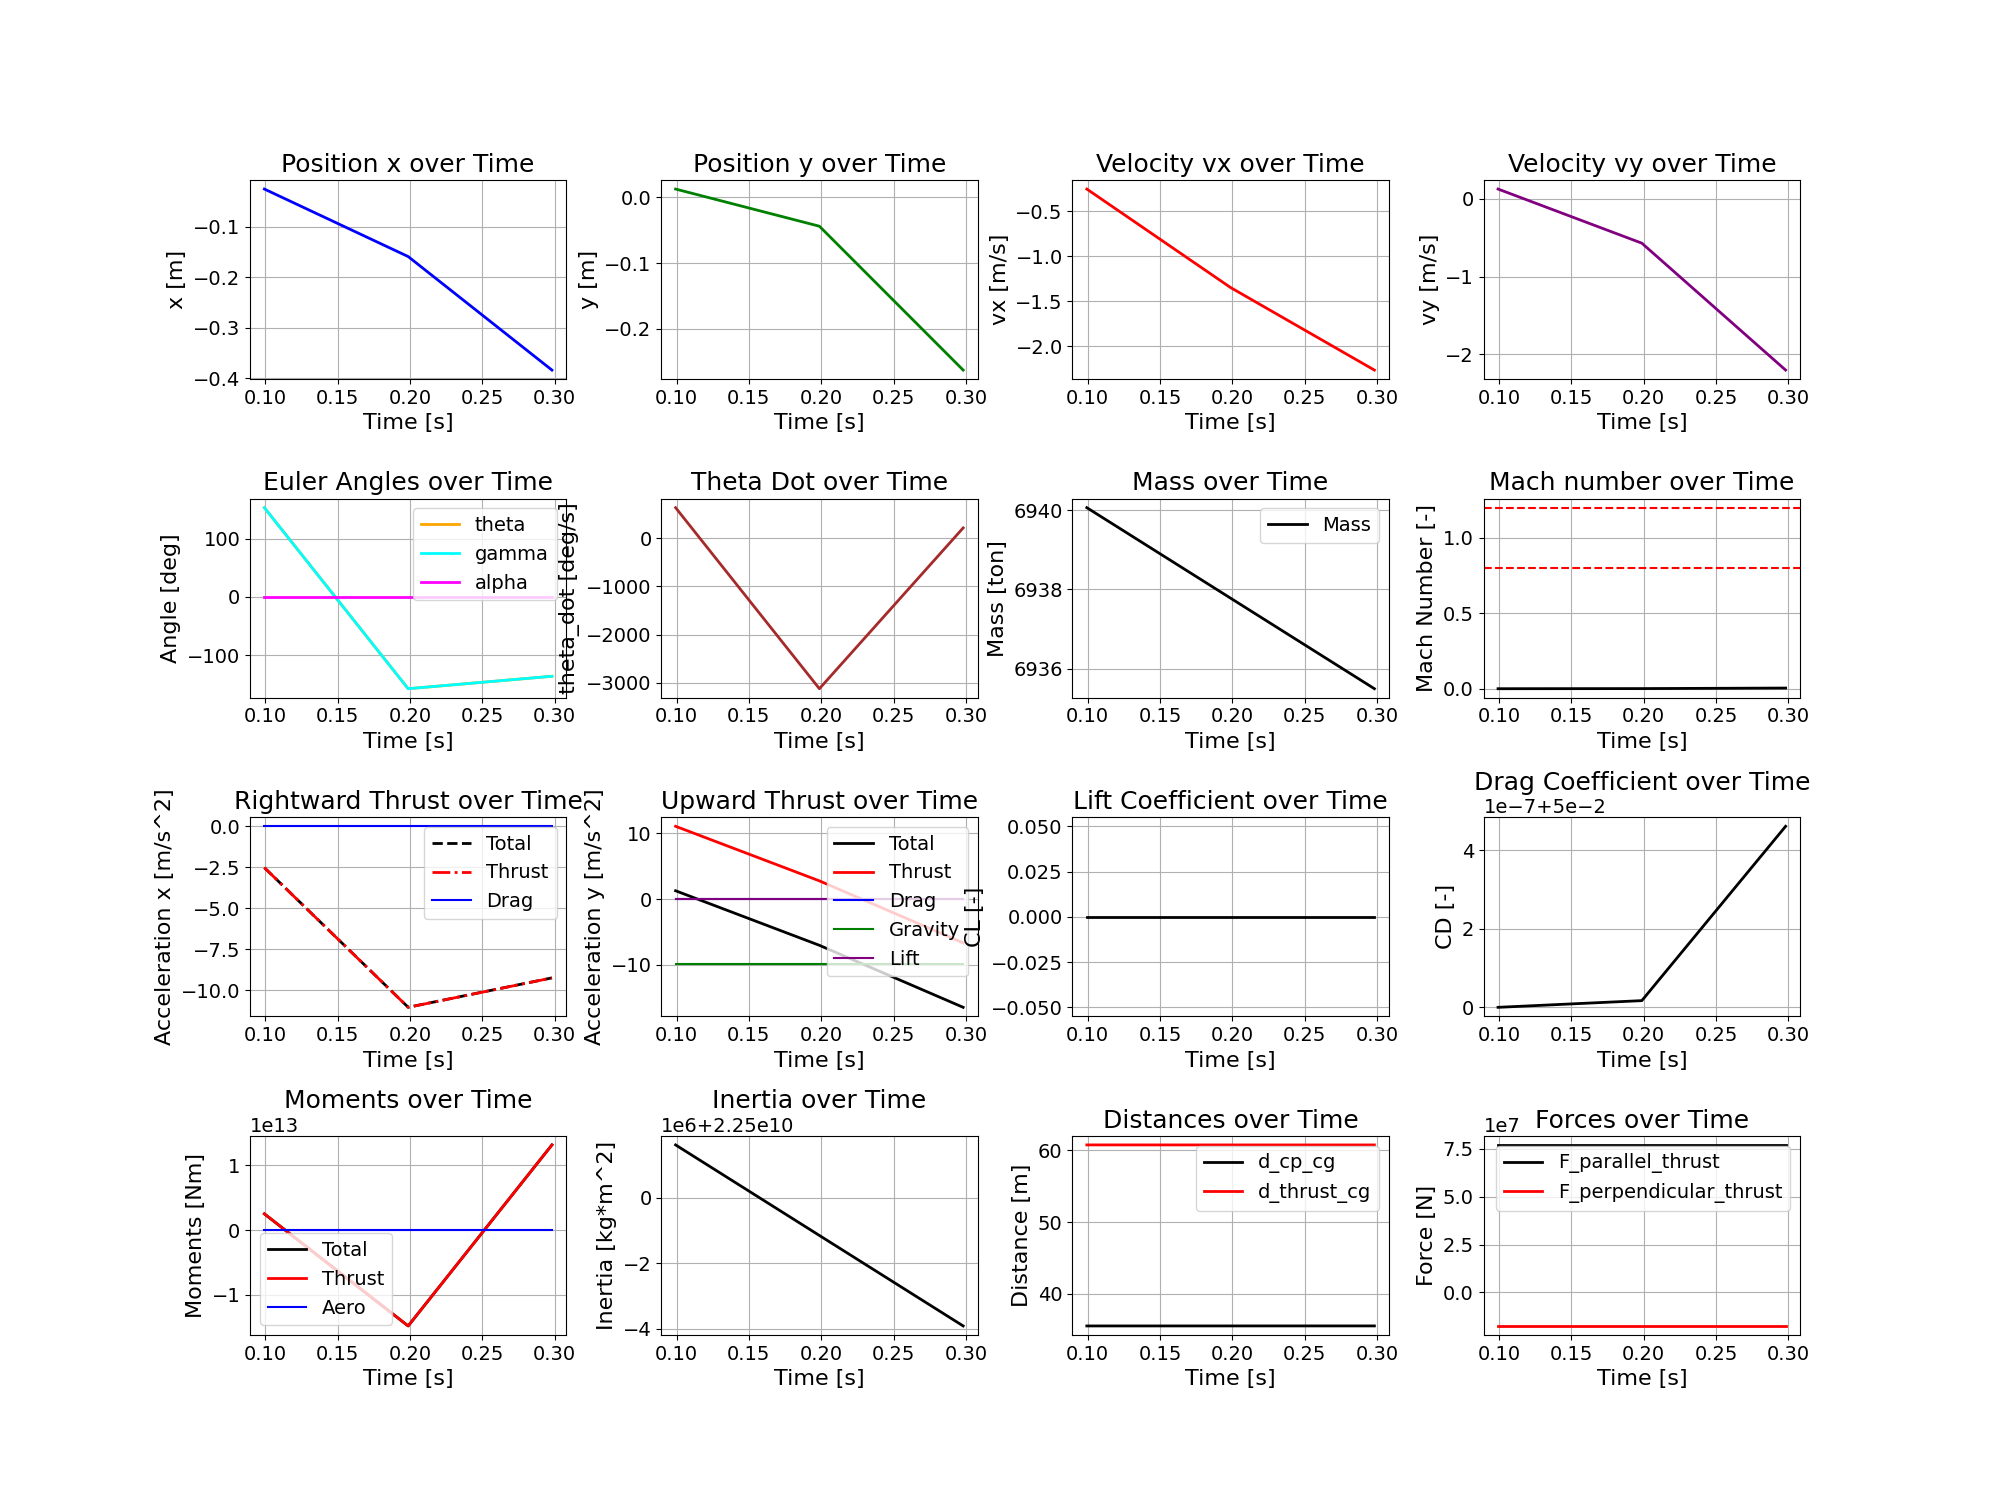 Position x over Time
x [m]
−0.1
−0.2
−0.3
−0.4
0.10 0.15 0.20 0.25 0.30
Time [s]
Position y over Time
y [m]
0.0
−0.1
−0.2
0.10 0.15 0.20 0.25 0.30
Time [s]
Velocity vx over Time
vx [m/s]
−0.5
−1.0
−1.5
−2.0
0.10 0.15 0.20 0.25 0.30
Time [s]
Velocity vy over Time
vy [m/s]
0
−1
−2
0.10 0.15 0.20 0.25 0.30
Time [s]
Euler Angles over Time
Angle [deg]
100
0
−100
theta
gamma
alpha
0.10 0.15 0.20 0.25 0.30
Time [s]
Theta Dot over Time
theta_dot [deg/s]
0
−1000
−2000
−3000
0.10 0.15 0.20 0.25 0.30
Time [s]
Mass over Time
Mass [ton]
6940
6938
6936
Mass
0.10 0.15 0.20 0.25 0.30
Time [s]
Mach number over Time
Mach Number [-]
1.0
0.5
0.0
0.10 0.15 0.20 0.25 0.30
Time [s]
Rightward Thrust over Time
Acceleration x [m/s^2]
0.0
−2.5
−5.0
−7.5
−10.0
Total
Thrust
Drag
0.10 0.15 0.20 0.25 0.30
Time [s]
Upward Thrust over Time
Acceleration y [m/s^2]
10
0
−10
Total
Thrust
Drag
Gravity
Lift
0.10 0.15 0.20 0.25 0.30
Time [s]
Lift Coefficient over Time
CL [-]
0.050
0.025
0.000
−0.025
−0.050
0.10 0.15 0.20 0.25 0.30
Time [s]
Drag Coefficient over Time
1e−7+5e−2
CD [-]
4
2
0
0.10 0.15 0.20 0.25 0.30
Time [s]
Moments over Time
1e13
Moments [Nm]
1
0
−1
Total
Thrust
Aero
0.10 0.15 0.20 0.25 0.30
Time [s]
Inertia over Time
1e6+2.25e10
Inertia [kg*m^2]
0
−2
−4
0.10 0.15 0.20 0.25 0.30
Time [s]
Distances over Time
Distance [m]
60
50
40
d_cp_cg
d_thrust_cg
0.10 0.15 0.20 0.25 0.30
Time [s]
Forces over Time
1e7
Force [N]
7.5
5.0
2.5
0.0
F_parallel_thrust
F_perpendicular_thrust
0.10 0.15 0.20 0.25 0.30
Time [s]